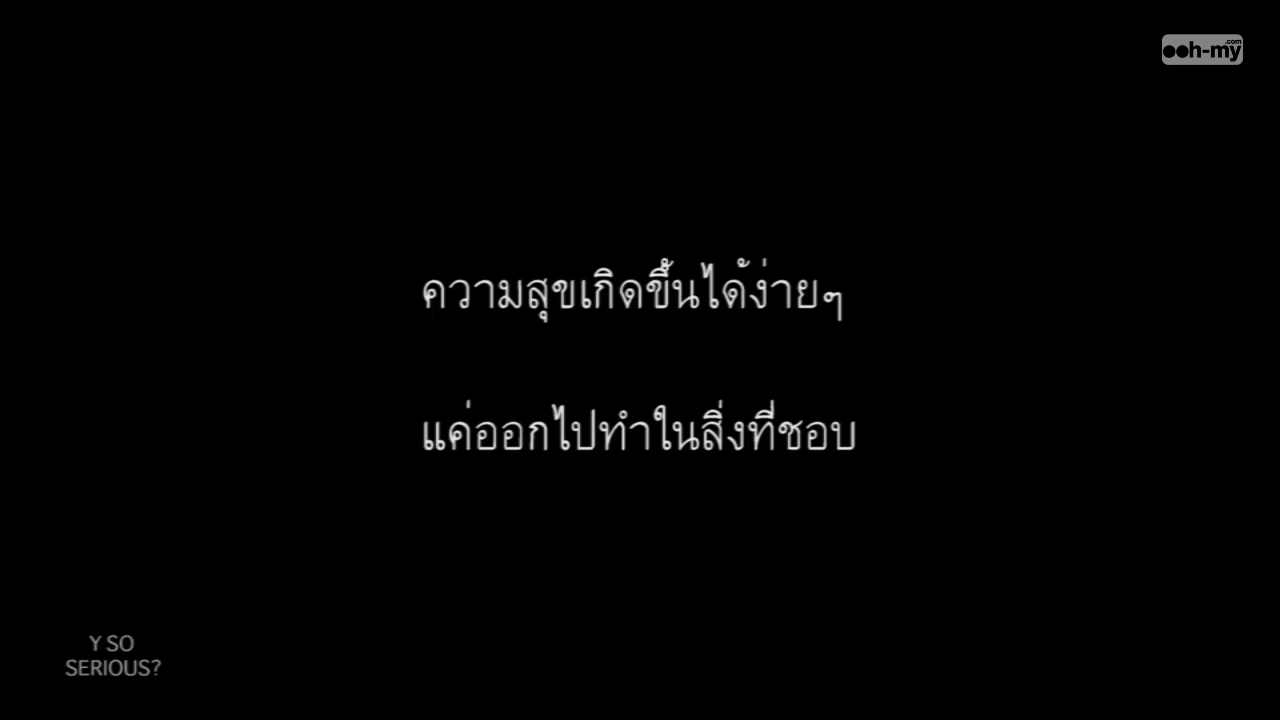 .com
ooh-my
ความสุขเกิดขึ้นได้ง่ายๆ
แค่ออกไปทำในสิ่งที่ชอบ
Y SO
SERIOUS?